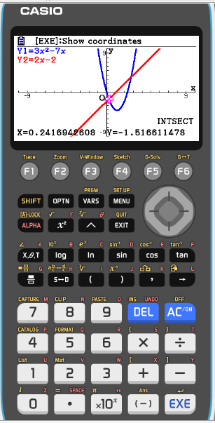 CASIO
[EXE]:Show coordinates
Y1=3x²-7x
Y2=2x-2
y
x
-9 O 9
INTSECT
-9
X=0.2416942608 Y=-1.516611478
Trace Zoom V-Window Sketch G-Solv G↔T
F1 F2 F3 F4 F5 F6
PRGM SET UP
SHIFT OPTN VARS MENU
A-LOCK QUIT
ALPHA x² ^ EXIT
X,θ,T log ln sin cos tan
S↔D ( ) , →
CAPTURE CLIP PASTE INS UNDO OFF
7 8 9 DEL AC/ON
CATALOG FORMAT
4 5 6 × ÷
List Mat
1 2 3 + −
SPACE Ans
0 • ×10ˣ (−) EXE